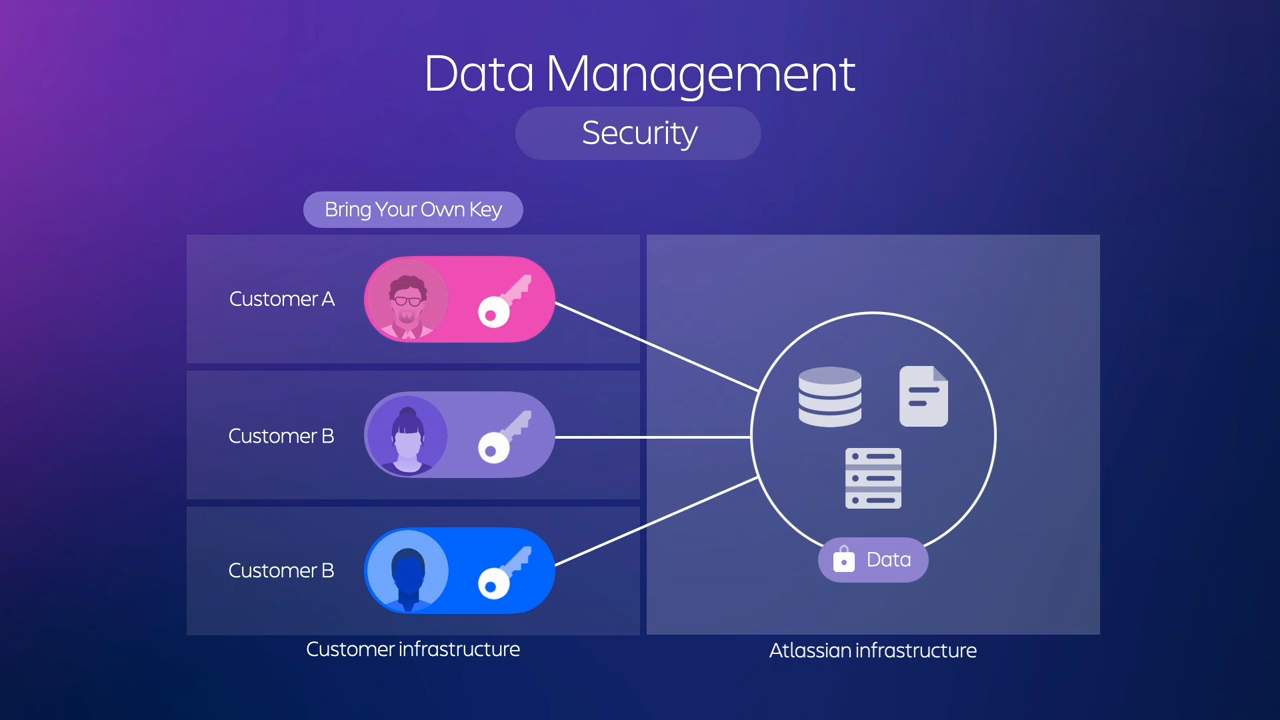 Data Management
Security
Bring Your Own Key
Customer A
Customer B
Customer B
Data
Customer infrastructure
Atlassian infrastructure